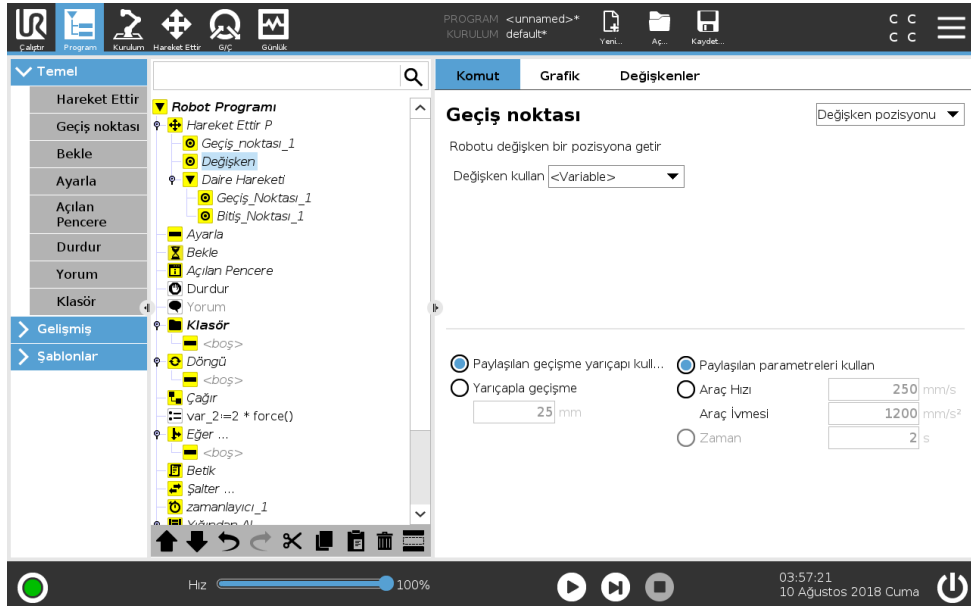 PROGRAM <unnamed>*
KURULUM default*
Çalıştır
Program
Kurulum
Hareket Ettir
G/Ç
Günlük
Yeni...
Aç...
Kaydet...
C C
C C
Temel
Hareket Ettir
Geçiş noktası
Bekle
Ayarla
Açılan
Pencere
Durdur
Yorum
Klasör
Gelişmiş
Şablonlar
Robot Programı
Hareket Ettir P
Geçiş_noktası_1
Değişken
Daire Hareketi
Geçiş_Noktası_1
Bitiş_Noktası_1
Ayarla
Bekle
Açılan Pencere
Durdur
Yorum
Klasör
<boş>
Döngü
<boş>
Çağır
var_2:=2 * force()
Eğer ...
<boş>
Betik
Şalter ...
zamanlayıcı_1
Komut
Grafik
Değişkenler
Geçiş noktası
Değişken pozisyonu
Robotu değişken bir pozisyona getir
Değişken kullan <Variable>
Paylaşılan geçişme yarıçapı kull...
Yarıçapla geçişme
25 mm
Paylaşılan parametreleri kullan
Araç Hızı 250 mm/s
Araç İvmesi 1200 mm/s²
Zaman 2 s
Hız 100%
03:57:21
10 Ağustos 2018 Cuma